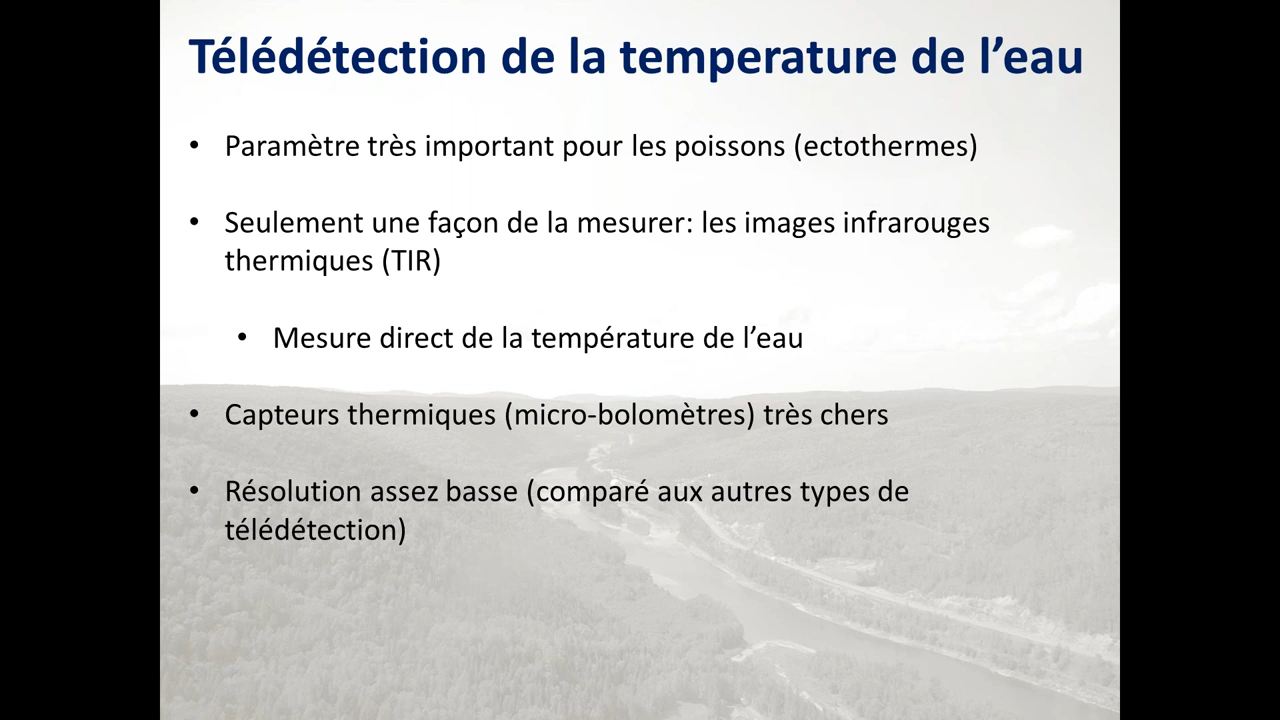 Télédétection de la temperature de l’eau
• Paramètre très important pour les poissons (ectothermes)
• Seulement une façon de la mesurer: les images infrarouges
thermiques (TIR)
• Mesure direct de la température de l’eau
• Capteurs thermiques (micro-bolomètres) très chers
• Résolution assez basse (comparé aux autres types de
télédétection)